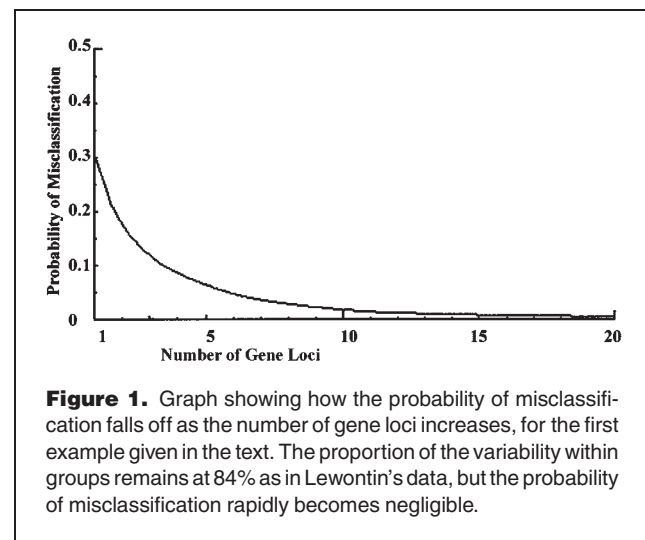 0.5
0.4
0.3
0.2
0.1
0
Probability of Misclassification
1 5 10 15 20
Number of Gene Loci
Figure 1. Graph showing how the probability of misclassifi-
cation falls off as the number of gene loci increases, for the first
example given in the text. The proportion of the variability within
groups remains at 84% as in Lewontin's data, but the probability
of misclassification rapidly becomes negligible.